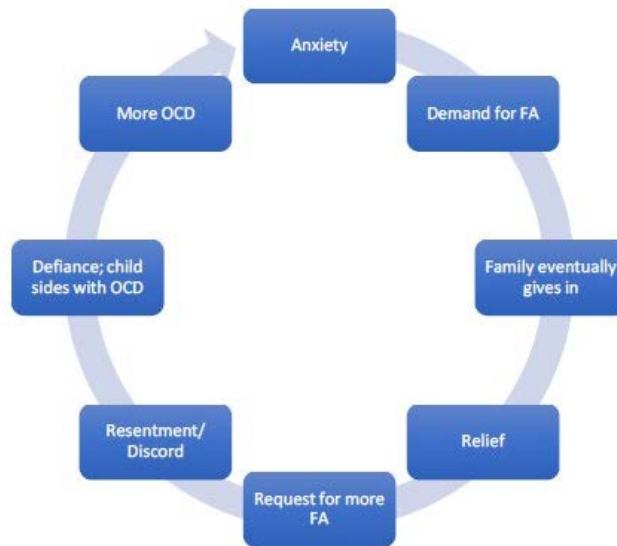 Anxiety
Demand for FA
Family eventually
gives in
Relief
Request for more
FA
Resentment/
Discord
Defiance; child
sides with OCD
More OCD